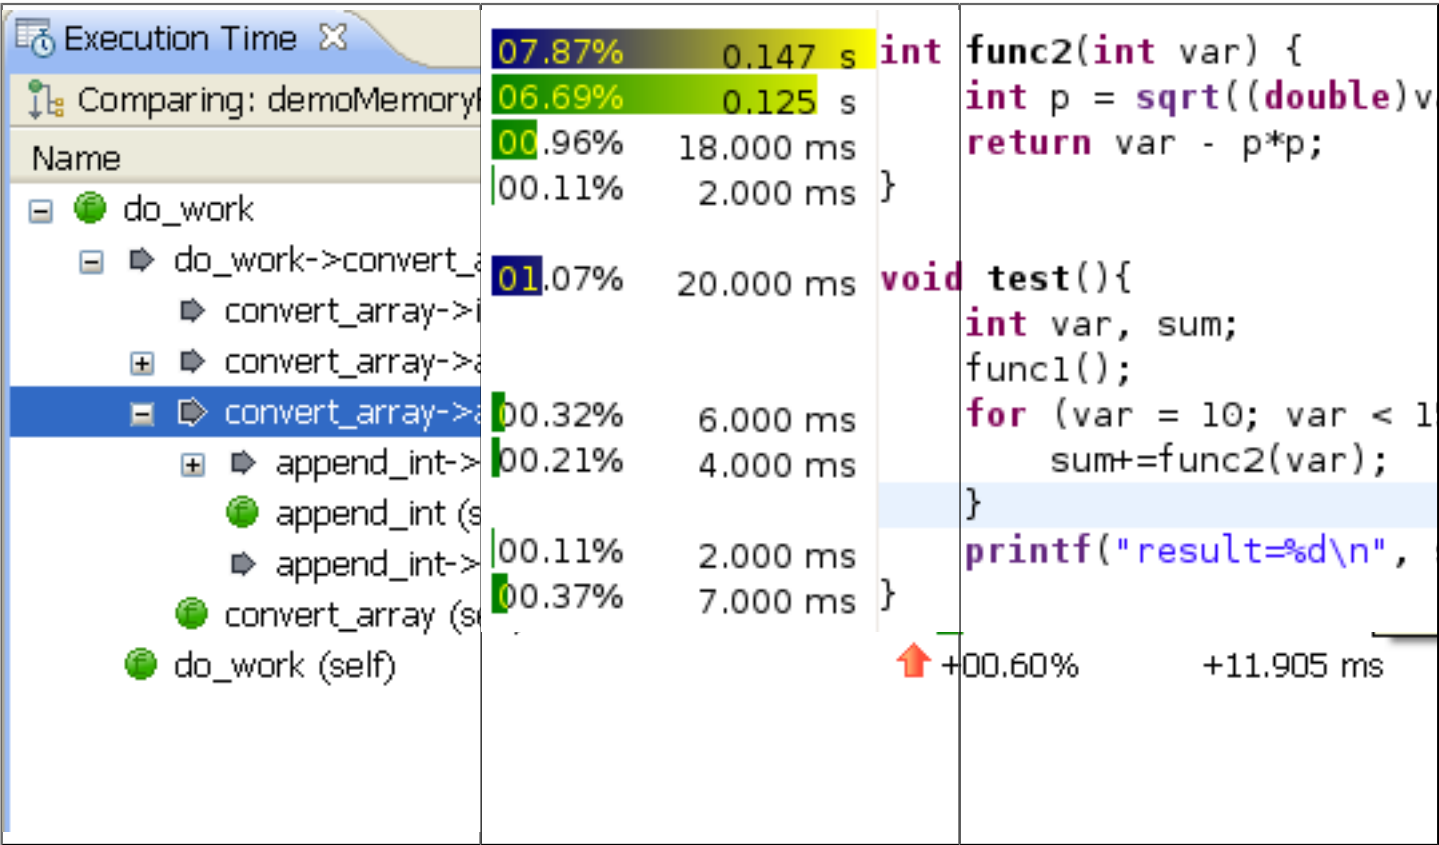 Execution Time
Comparing: demoMemory
Name
do_work
do_work->convert_
convert_array->
convert_array->
convert_array->
append_int->
append_int
append_int->
convert_array
do_work (self)
07.87% 0.147 s int func2(int var) {
06.69% 0.125 s int p = sqrt((double)v
00.96% 18.000 ms return var - p*p;
00.11% 2.000 ms }
01.07% 20.000 ms void test(){
int var, sum;
func1();
00.32% 6.000 ms for (var = 10; var < 1
00.21% 4.000 ms sum+=func2(var);
}
00.11% 2.000 ms printf("result=%d\n",
00.37% 7.000 ms }
+00.60% +11.905 ms